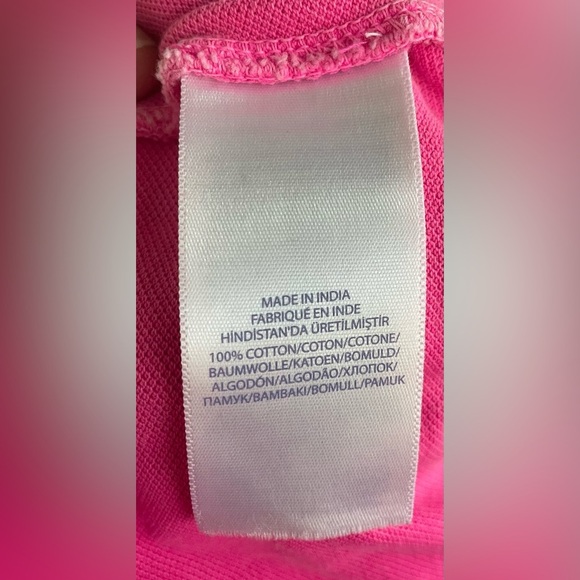 MADE IN INDIA
FABRIQUÉ EN INDE
HİNDİSTAN'DA ÜRETİLMİŞTİR
100% COTTON/COTON/COTONE/
BAUMWOLLE/KATOEN/BOMULD/
ALGODÓN/ALGODÃO/ХЛОПОК/
ПАМУК/BAMBAKI/BOMULL/PAMUK